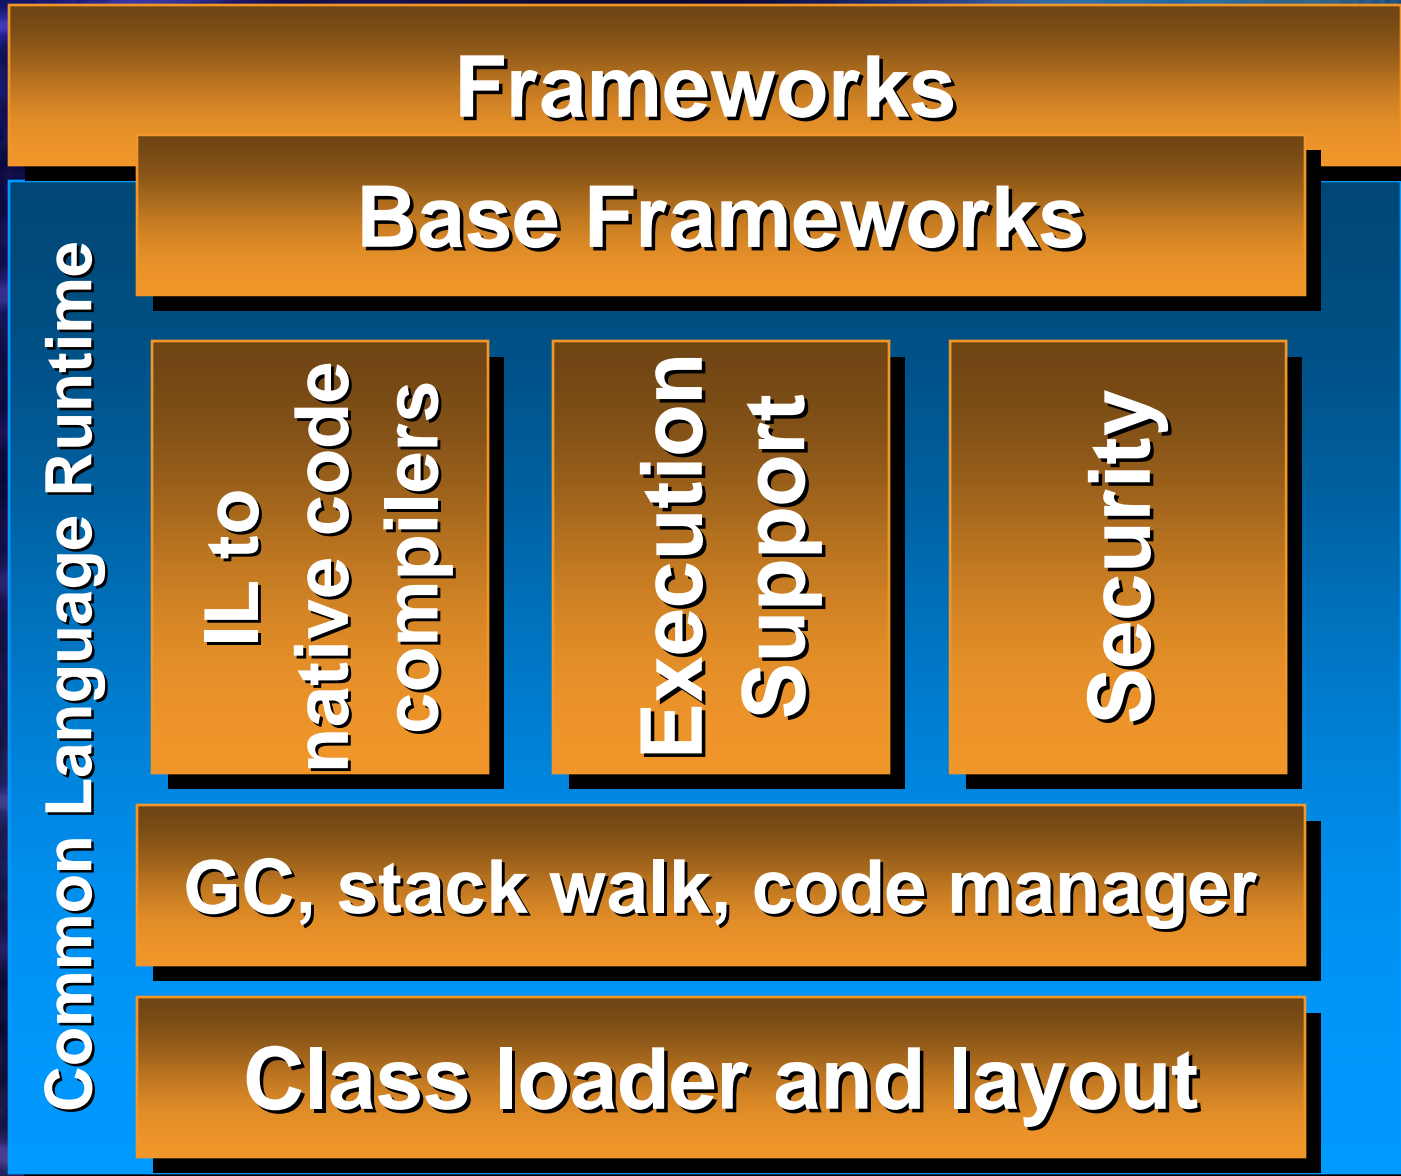 Frameworks
Base Frameworks
Common Language Runtime
IL to
native code
compilers
Execution
Support
Security
GC, stack walk, code manager
Class loader and layout